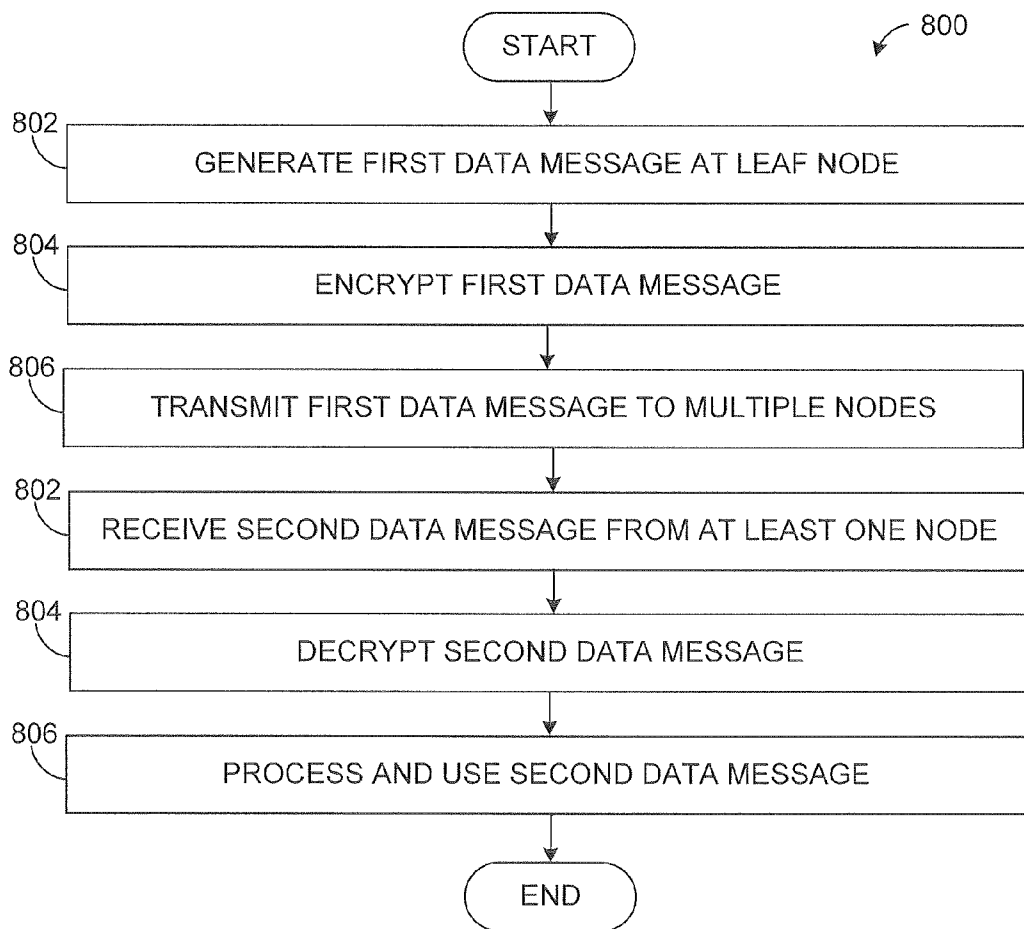 START
800
802
GENERATE FIRST DATA MESSAGE AT LEAF NODE
804
ENCRYPT FIRST DATA MESSAGE
806
TRANSMIT FIRST DATA MESSAGE TO MULTIPLE NODES
802
RECEIVE SECOND DATA MESSAGE FROM AT LEAST ONE NODE
804
DECRYPT SECOND DATA MESSAGE
806
PROCESS AND USE SECOND DATA MESSAGE
END